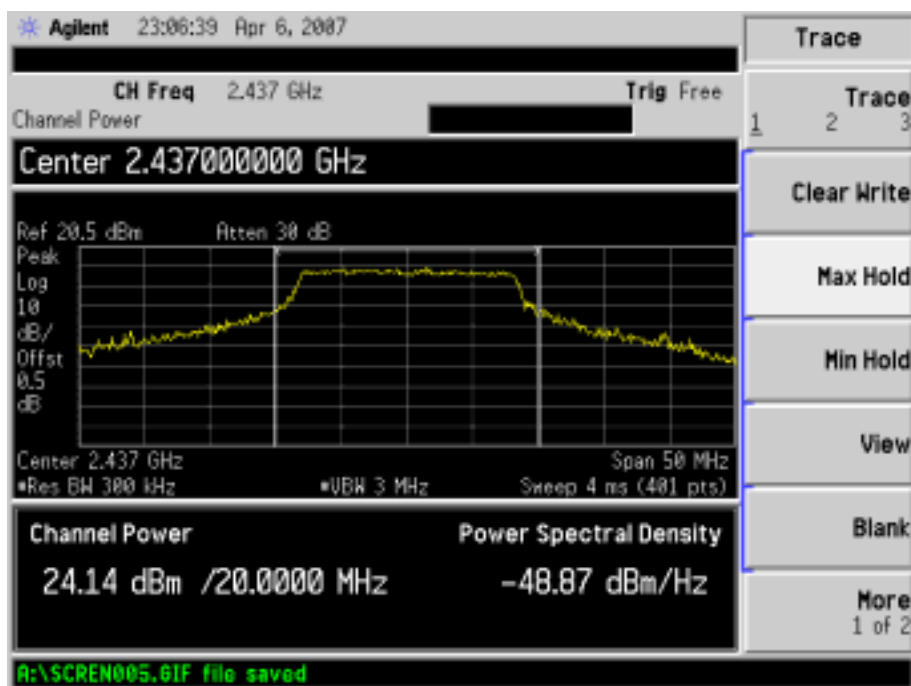 Agilent 23:06:39 Apr 6, 2007
Trace
CH Freq 2.437 GHz Trig Free
Channel Power
Trace
1 2 3
Center 2.437000000 GHz
Clear Write
Ref 20.5 dBm Atten 30 dB
Peak
Log
10
dB/
Offst
0.5
dB
Max Hold
Min Hold
Center 2.437 GHz Span 50 MHz
*Res BW 300 kHz *VBW 3 MHz Sweep 4 ms (401 pts)
View
Channel Power Power Spectral Density
24.14 dBm /20.0000 MHz -48.87 dBm/Hz
Blank
More
1 of 2
A:\SCREN005.GIF file saved